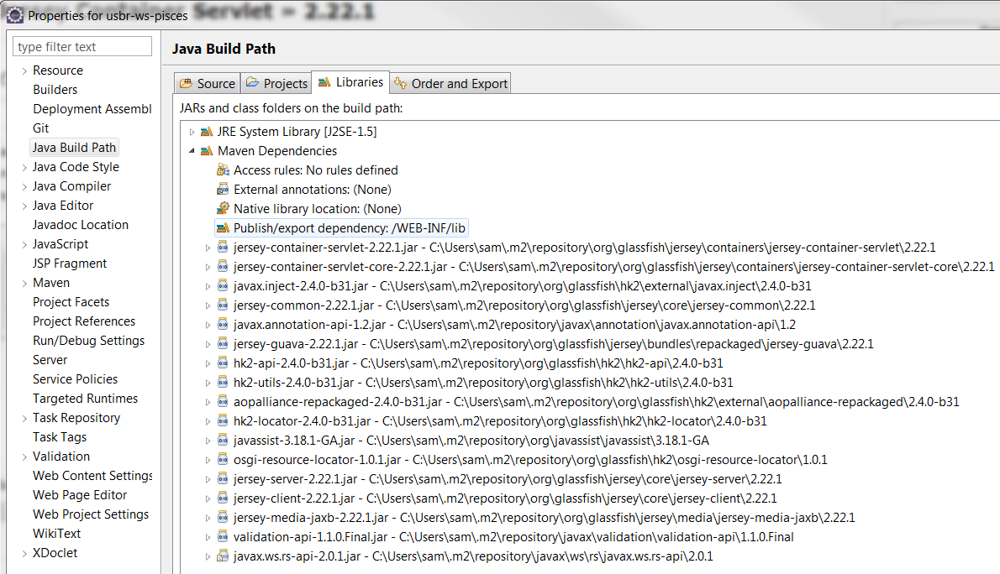 Jersey Container Servlet » 2.22.1
Properties for usbr-ws-pisces
type filter text
Resource
Builders
Deployment Assembl
Git
Java Build Path
Java Code Style
Java Compiler
Java Editor
Javadoc Location
JavaScript
JSP Fragment
Maven
Project Facets
Project References
Run/Debug Settings
Server
Service Policies
Targeted Runtimes
Task Repository
Task Tags
Validation
Web Content Settings
Web Page Editor
Web Project Settings
WikiText
XDoclet
Java Build Path
Source Projects Libraries Order and Export
JARs and class folders on the build path:
JRE System Library [J2SE-1.5]
Maven Dependencies
Access rules: No rules defined
External annotations: (None)
Native library location: (None)
Publish/export dependency: /WEB-INF/lib
jersey-container-servlet-2.22.1.jar - C:\Users\sam\.m2\repository\org\glassfish\jersey\containers\jersey-container-servlet\2.22.1
jersey-container-servlet-core-2.22.1.jar - C:\Users\sam\.m2\repository\org\glassfish\jersey\containers\jersey-container-servlet-core\2.22.1
javax.inject-2.4.0-b31.jar - C:\Users\sam\.m2\repository\org\glassfish\hk2\external\javax.inject\2.4.0-b31
jersey-common-2.22.1.jar - C:\Users\sam\.m2\repository\org\glassfish\jersey\core\jersey-common\2.22.1
javax.annotation-api-1.2.jar - C:\Users\sam\.m2\repository\javax\annotation\javax.annotation-api\1.2
jersey-guava-2.22.1.jar - C:\Users\sam\.m2\repository\org\glassfish\jersey\bundles\repackaged\jersey-guava\2.22.1
hk2-api-2.4.0-b31.jar - C:\Users\sam\.m2\repository\org\glassfish\hk2\hk2-api\2.4.0-b31
hk2-utils-2.4.0-b31.jar - C:\Users\sam\.m2\repository\org\glassfish\hk2\hk2-utils\2.4.0-b31
aopalliance-repackaged-2.4.0-b31.jar - C:\Users\sam\.m2\repository\org\glassfish\hk2\external\aopalliance-repackaged\2.4.0-b31
hk2-locator-2.4.0-b31.jar - C:\Users\sam\.m2\repository\org\glassfish\hk2\hk2-locator\2.4.0-b31
javassist-3.18.1-GA.jar - C:\Users\sam\.m2\repository\org\javassist\javassist\3.18.1-GA
osgi-resource-locator-1.0.1.jar - C:\Users\sam\.m2\repository\org\glassfish\hk2\osgi-resource-locator\1.0.1
jersey-server-2.22.1.jar - C:\Users\sam\.m2\repository\org\glassfish\jersey\core\jersey-server\2.22.1
jersey-client-2.22.1.jar - C:\Users\sam\.m2\repository\org\glassfish\jersey\core\jersey-client\2.22.1
jersey-media-jaxb-2.22.1.jar - C:\Users\sam\.m2\repository\org\glassfish\jersey\media\jersey-media-jaxb\2.22.1
validation-api-1.1.0.Final.jar - C:\Users\sam\.m2\repository\javax\validation\validation-api\1.1.0.Final
javax.ws.rs-api-2.0.1.jar - C:\Users\sam\.m2\repository\javax\ws\rs\javax.ws.rs-api\2.0.1